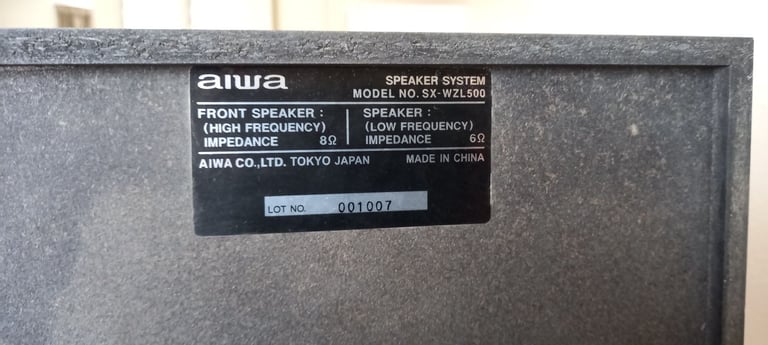 aiwa
SPEAKER SYSTEM
MODEL NO. SX-WZL500
FRONT SPEAKER :
(HIGH FREQUENCY)
IMPEDANCE 8Ω
SPEAKER :
(LOW FREQUENCY)
IMPEDANCE 6Ω
AIWA CO.,LTD. TOKYO JAPAN MADE IN CHINA
LOT NO. 001007